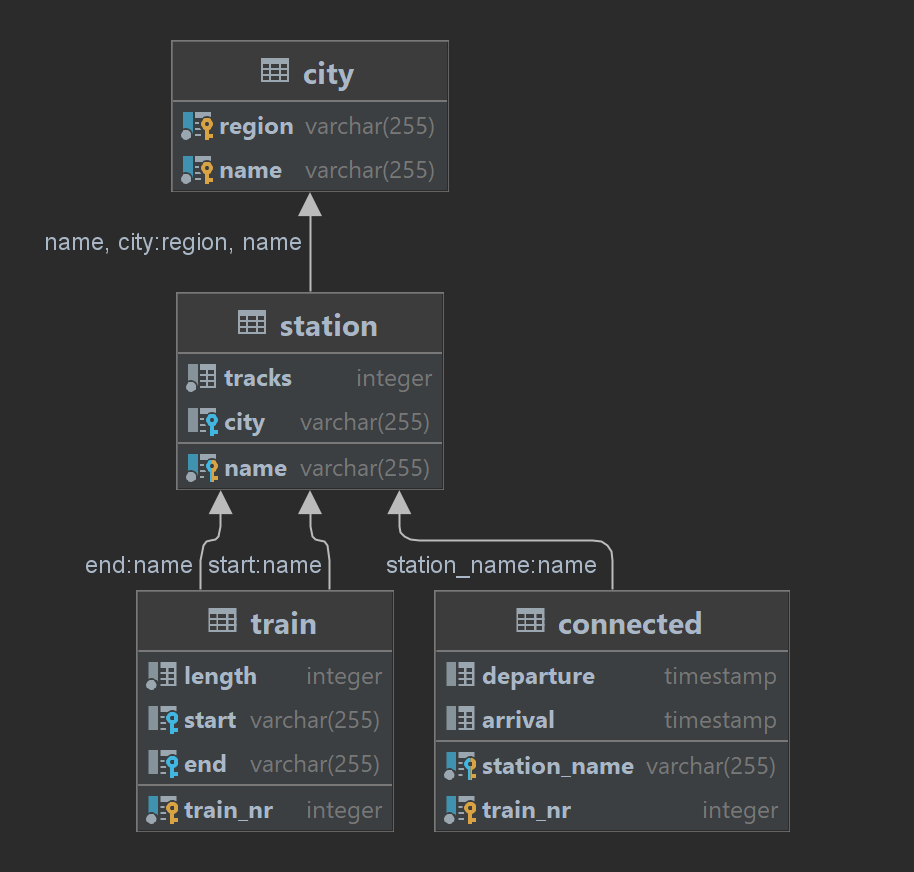 city
region varchar(255)
name varchar(255)
name, city:region, name
station
tracks integer
city varchar(255)
name varchar(255)
end:name start:name station_name:name
train
length integer
start varchar(255)
end varchar(255)
train_nr integer
connected
departure timestamp
arrival timestamp
station_name varchar(255)
train_nr integer